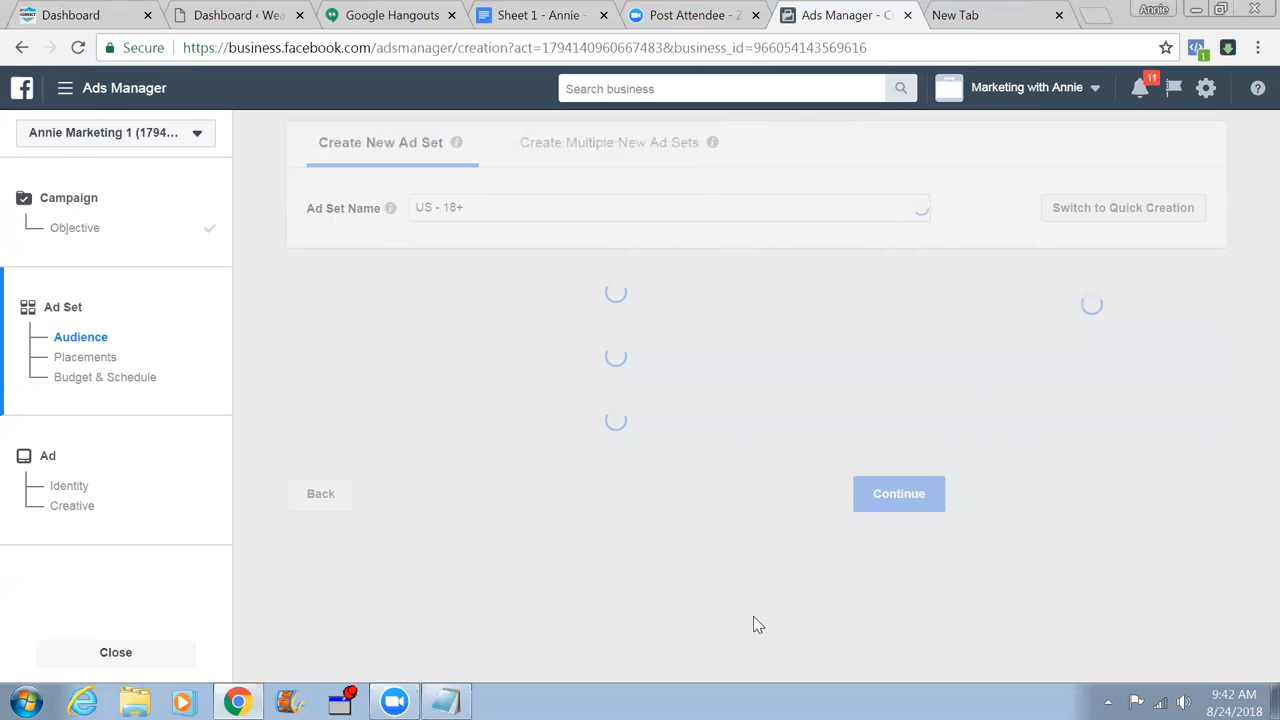 Dashboard
Dashboard ‹ Wea
Google Hangouts
Sheet 1 - Annie -
Post Attendee - Z
Ads Manager - Cr
New Tab
Annie
Secure
https://business.facebook.com/adsmanager/creation?act=1794140960667483&business_id=966054143569616
1
Ads Manager
Search business
Marketing with Annie
11
Annie Marketing 1 (1794...
Create New Ad Set
Create Multiple New Ad Sets
Campaign
Objective
Ad Set Name
US - 18+
Switch to Quick Creation
Ad Set
Audience
Placements
Budget & Schedule
Ad
Identity
Creative
Back
Continue
Close
9:42 AM
8/24/2018